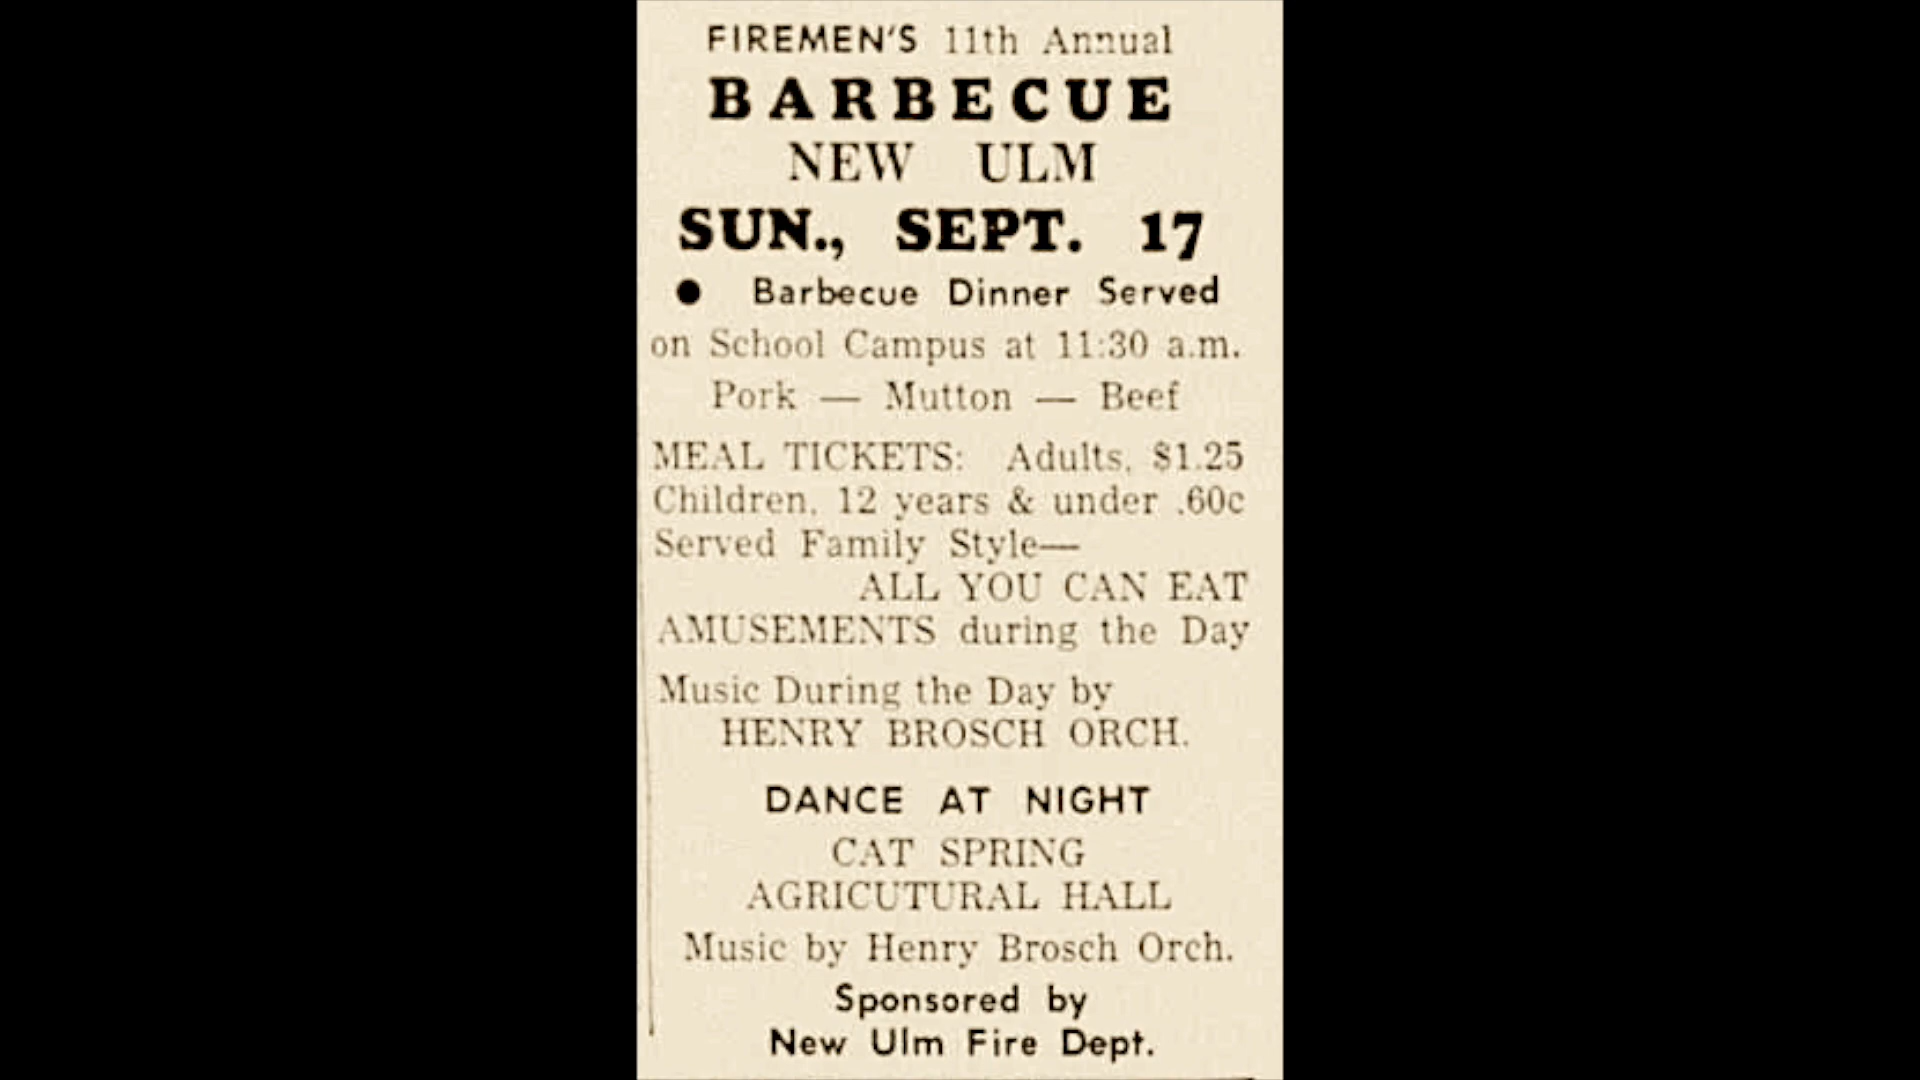 FIREMEN'S 11th Annual
BARBECUE
NEW ULM
SUN., SEPT. 17
● Barbecue Dinner Served
on School Campus at 11:30 a.m.
Pork — Mutton — Beef
MEAL TICKETS: Adults, $1.25
Children, 12 years & under .60c
Served Family Style—
ALL YOU CAN EAT
AMUSEMENTS during the Day
Music During the Day by
HENRY BROSCH ORCH.
DANCE AT NIGHT
CAT SPRING
AGRICUTURAL HALL
Music by Henry Brosch Orch.
Sponsored by
New Ulm Fire Dept.